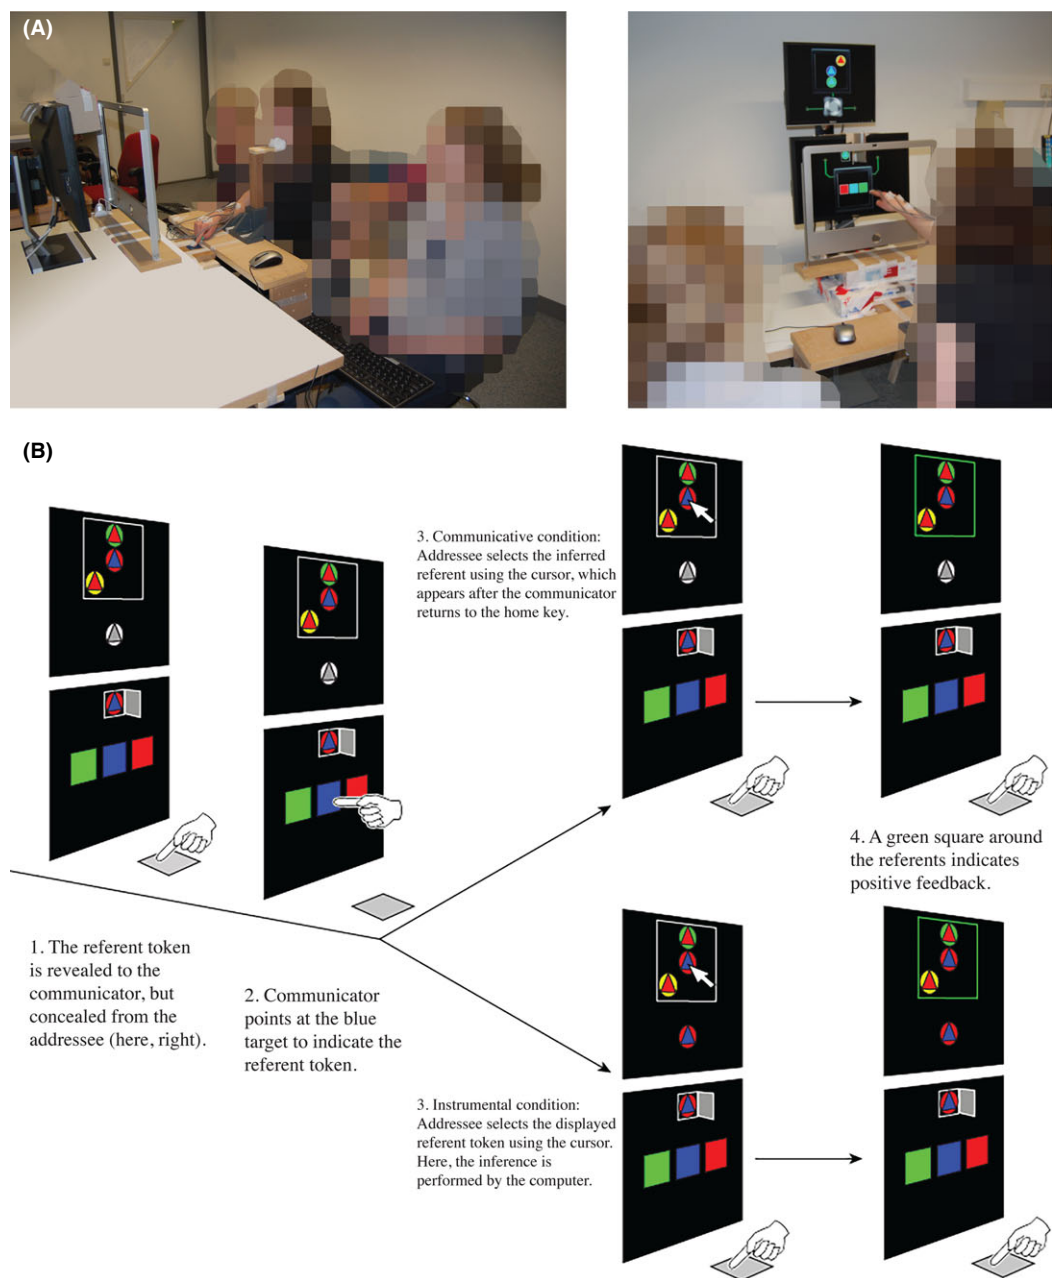 (A)
(B)
3. Communicative condition:
Addressee selects the inferred
referent using the cursor, which
appears after the communicator
returns to the home key.
4. A green square around
the referents indicates
positive feedback.
1. The referent token
is revealed to the
communicator, but
concealed from the
addressee (here, right).
2. Communicator
points at the blue
target to indicate the
referent token.
3. Instrumental condition:
Addressee selects the displayed
referent token using the cursor.
Here, the inference is
performed by the computer.